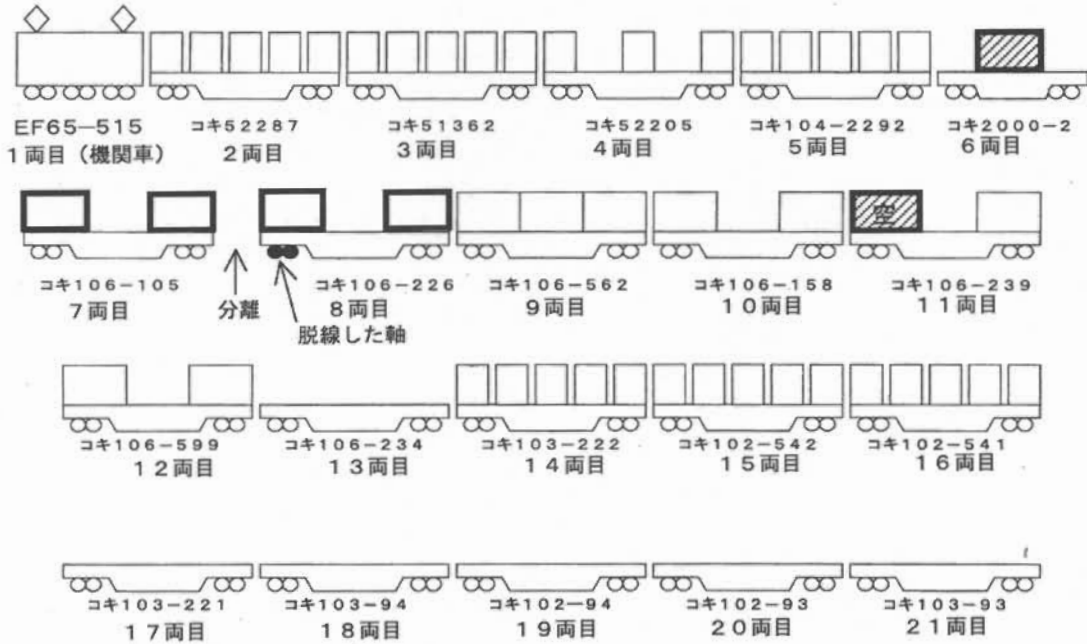 EF65-515
1両目（機関車）
コキ52287
2両目
コキ51362
3両目
コキ52205
4両目
コキ104-2292
5両目
コキ2000-2
6両目
コキ106-105
7両目
分離
コキ106-226
8両目
脱線した軸
コキ106-562
9両目
コキ106-158
10両目
空
コキ106-239
11両目
コキ106-599
12両目
コキ106-234
13両目
コキ103-222
14両目
コキ102-542
15両目
コキ102-541
16両目
コキ103-221
17両目
コキ103-94
18両目
コキ102-94
19両目
コキ102-93
20両目
コキ103-93
21両目